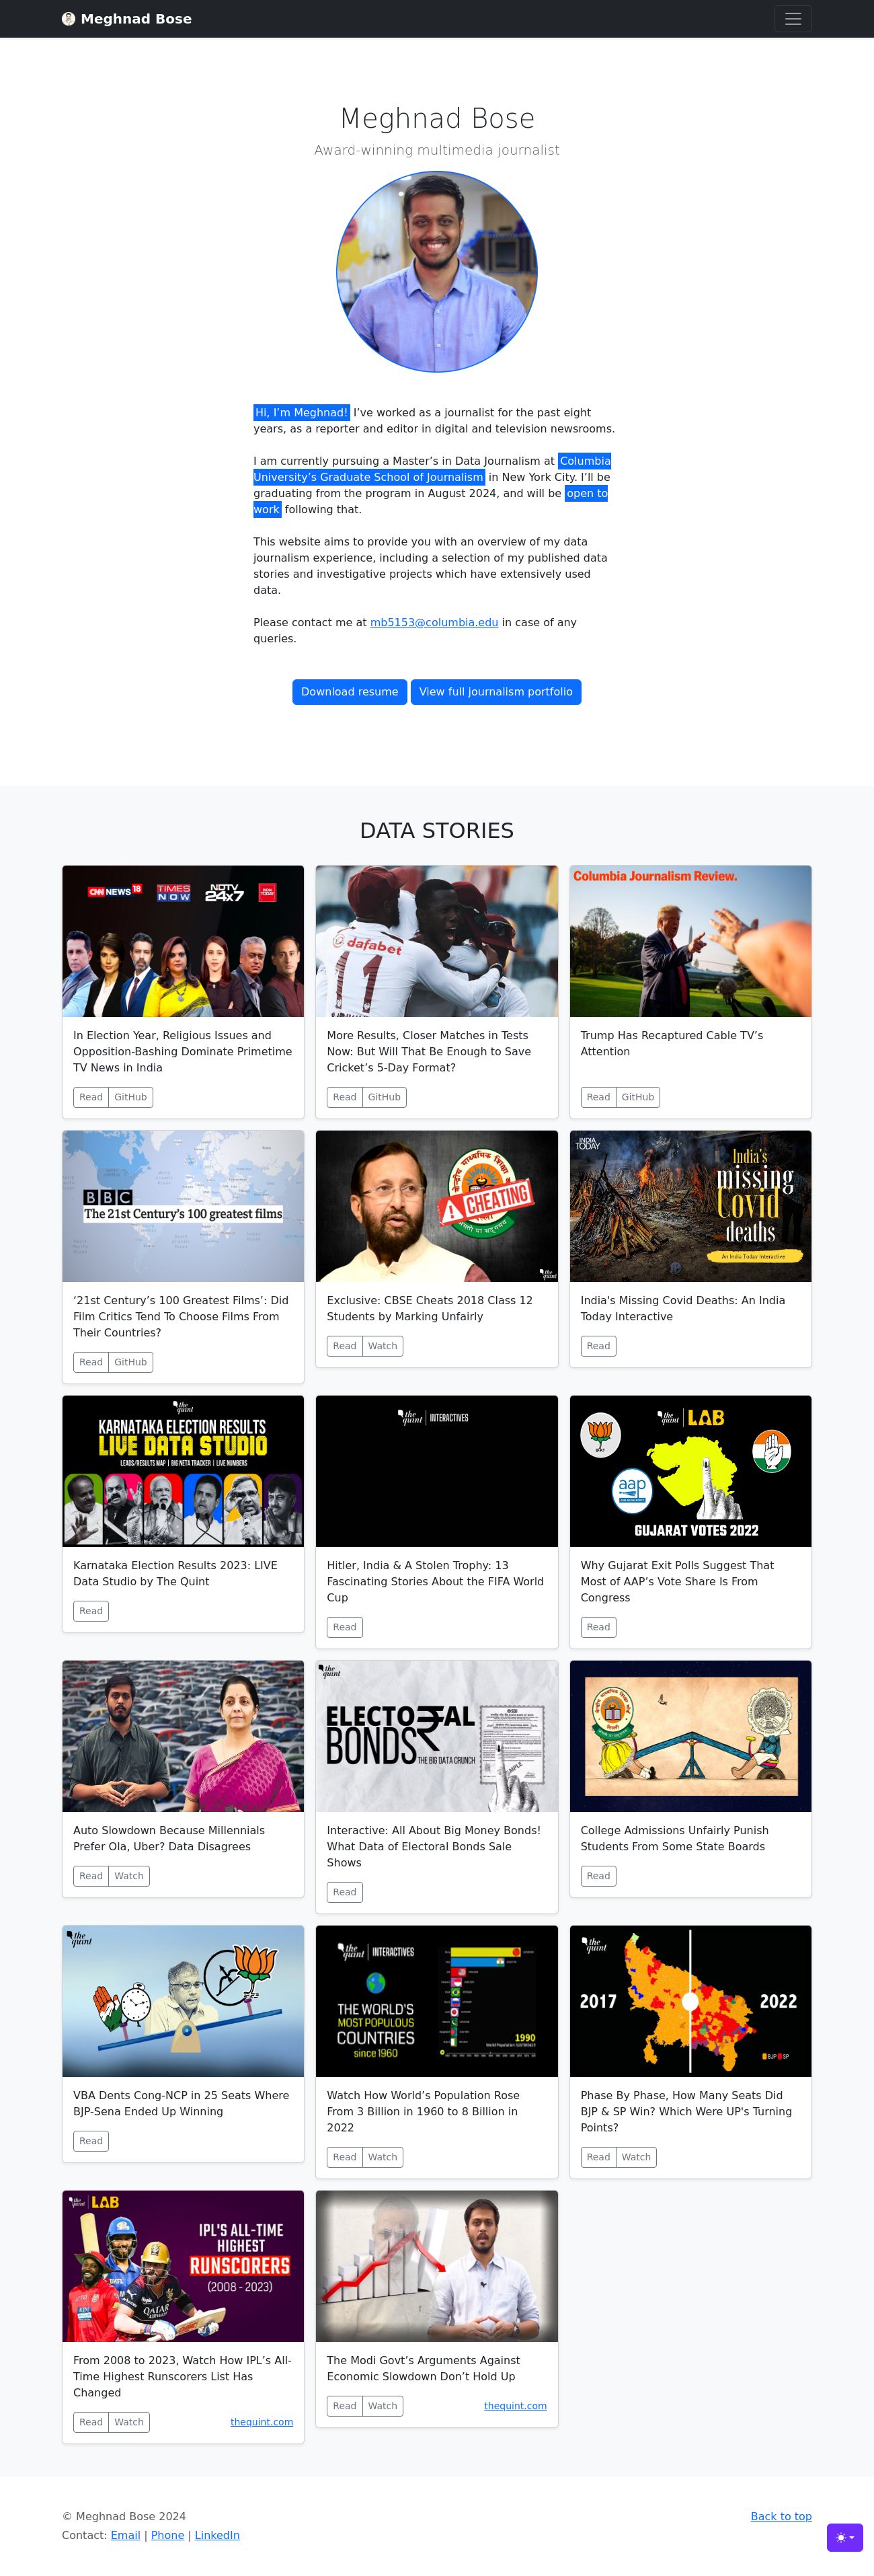 Meghnad Bose
Meghnad Bose
Award-winning multimedia journalist
Hi, I’m Meghnad! I’ve worked as a journalist for the past eight
years, as a reporter and editor in digital and television newsrooms.
I am currently pursuing a Master’s in Data Journalism at Columbia
University’s Graduate School of Journalism in New York City. I’ll be
graduating from the program in August 2024, and will be open to
work following that.
This website aims to provide you with an overview of my data
journalism experience, including a selection of my published data
stories and investigative projects which have extensively used
data.
Please contact me at mb5153@columbia.edu in case of any
queries.
Download resume View full journalism portfolio
DATA STORIES
CNN NEWS 18 TIMES NOW NDTV 24x7 INDIA TODAY
In Election Year, Religious Issues and
Opposition-Bashing Dominate Primetime
TV News in India
Read GitHub
dafabet
11
More Results, Closer Matches in Tests
Now: But Will That Be Enough to Save
Cricket’s 5-Day Format?
Read GitHub
Columbia Journalism Review.
Trump Has Recaptured Cable TV’s
Attention
Read GitHub
BBC
The 21st Century’s 100 greatest films
‘21st Century’s 100 Greatest Films’: Did
Film Critics Tend To Choose Films From
Their Countries?
Read GitHub
CHEATING
the quint
Exclusive: CBSE Cheats 2018 Class 12
Students by Marking Unfairly
Read Watch
INDIA TODAY
India's
missing
Covid
deaths
An India Today Interactive
India's Missing Covid Deaths: An India
Today Interactive
Read
the quint
KARNATAKA ELECTION RESULTS
LIVE DATA STUDIO
LEADS/RESULTS MAP | BIG NETA TRACKER | LIVE NUMBERS
Karnataka Election Results 2023: LIVE
Data Studio by The Quint
Read
the quint INTERACTIVES
Hitler, India & A Stolen Trophy: 13
Fascinating Stories About the FIFA World
Cup
Read
the quint LAB
aap
GUJARAT VOTES 2022
Why Gujarat Exit Polls Suggest That
Most of AAP’s Vote Share Is From
Congress
Read
Auto Slowdown Because Millennials
Prefer Ola, Uber? Data Disagrees
Read Watch
the quint
ELECTO₹AL
BONDS
THE BIG DATA CRUNCH
SAMPLE
Interactive: All About Big Money Bonds!
What Data of Electoral Bonds Sale
Shows
Read
College Admissions Unfairly Punish
Students From Some State Boards
Read
the quint
VBA Dents Cong-NCP in 25 Seats Where
BJP-Sena Ended Up Winning
Read
the quint INTERACTIVES
THE WORLD'S
MOST POPULOUS
COUNTRIES
since 1960
1990
Watch How World’s Population Rose
From 3 Billion in 1960 to 8 Billion in
2022
Read Watch
the quint
2017 2022
BJP SP
Phase By Phase, How Many Seats Did
BJP & SP Win? Which Were UP's Turning
Points?
Read Watch
the quint LAB
IPL'S ALL-TIME
HIGHEST
RUNSCORERS
(2008 - 2023)
QATAR
From 2008 to 2023, Watch How IPL’s All-
Time Highest Runscorers List Has
Changed
Read Watch thequint.com
The Modi Govt’s Arguments Against
Economic Slowdown Don’t Hold Up
Read Watch thequint.com
© Meghnad Bose 2024
Back to top
Contact: Email | Phone | LinkedIn